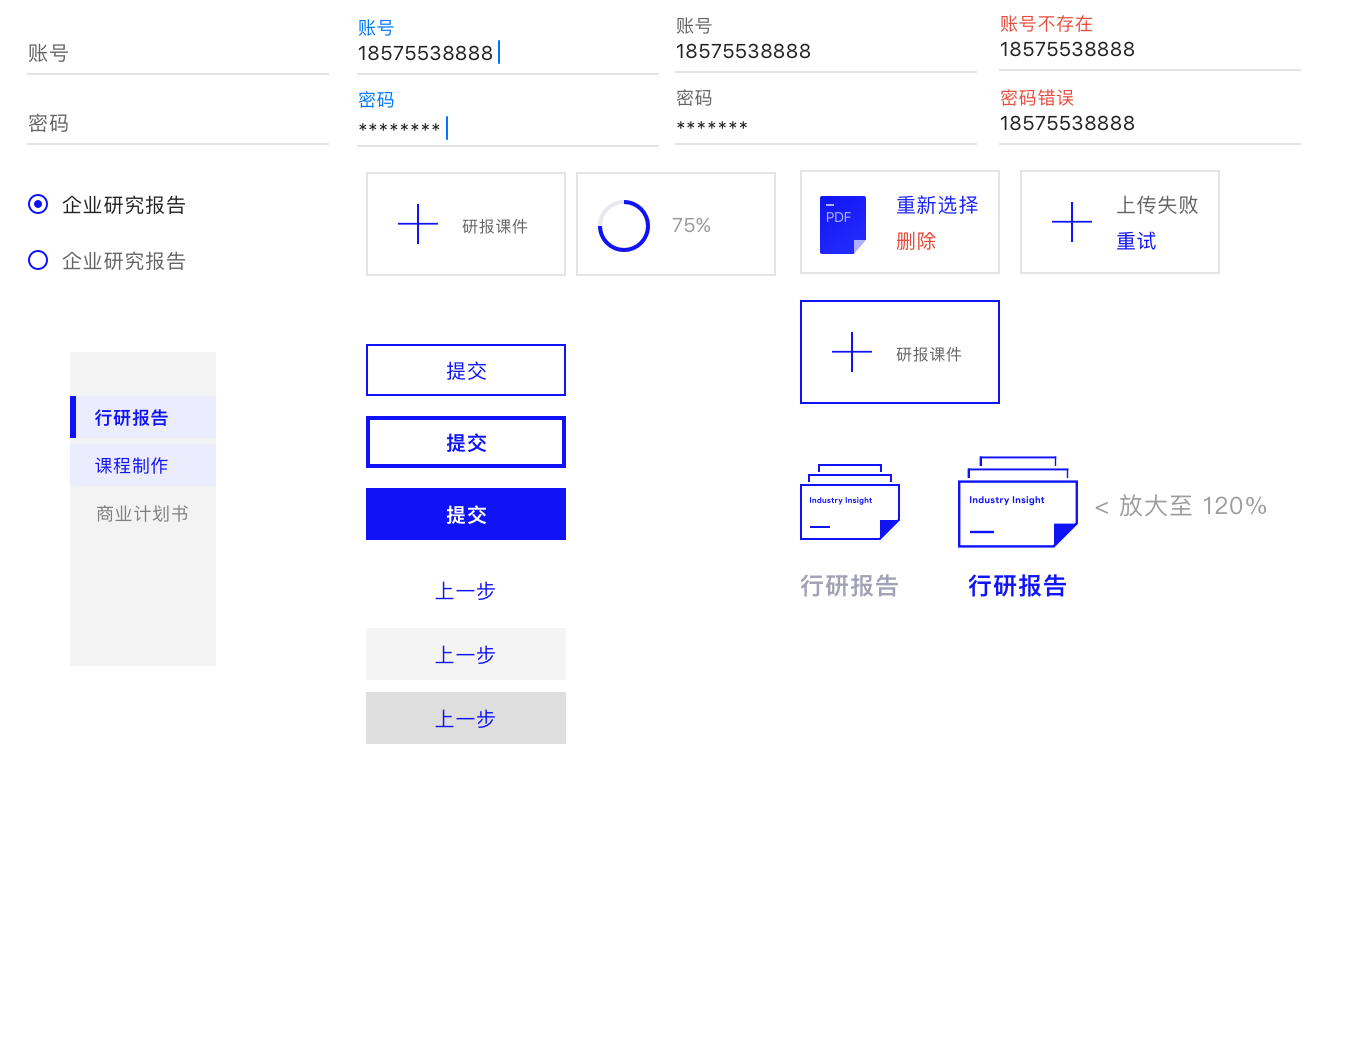 账号
密码
账号
18575538888
密码
********
账号
18575538888
密码
*******
账号不存在
18575538888
密码错误
18575538888
企业研究报告
企业研究报告
研报课件
75%
PDF
重新选择
删除
上传失败
重试
研报课件
行研报告
课程制作
商业计划书
提交
提交
提交
上一步
上一步
上一步
Industry Insight
行研报告
Industry Insight
行研报告
< 放大至 120%